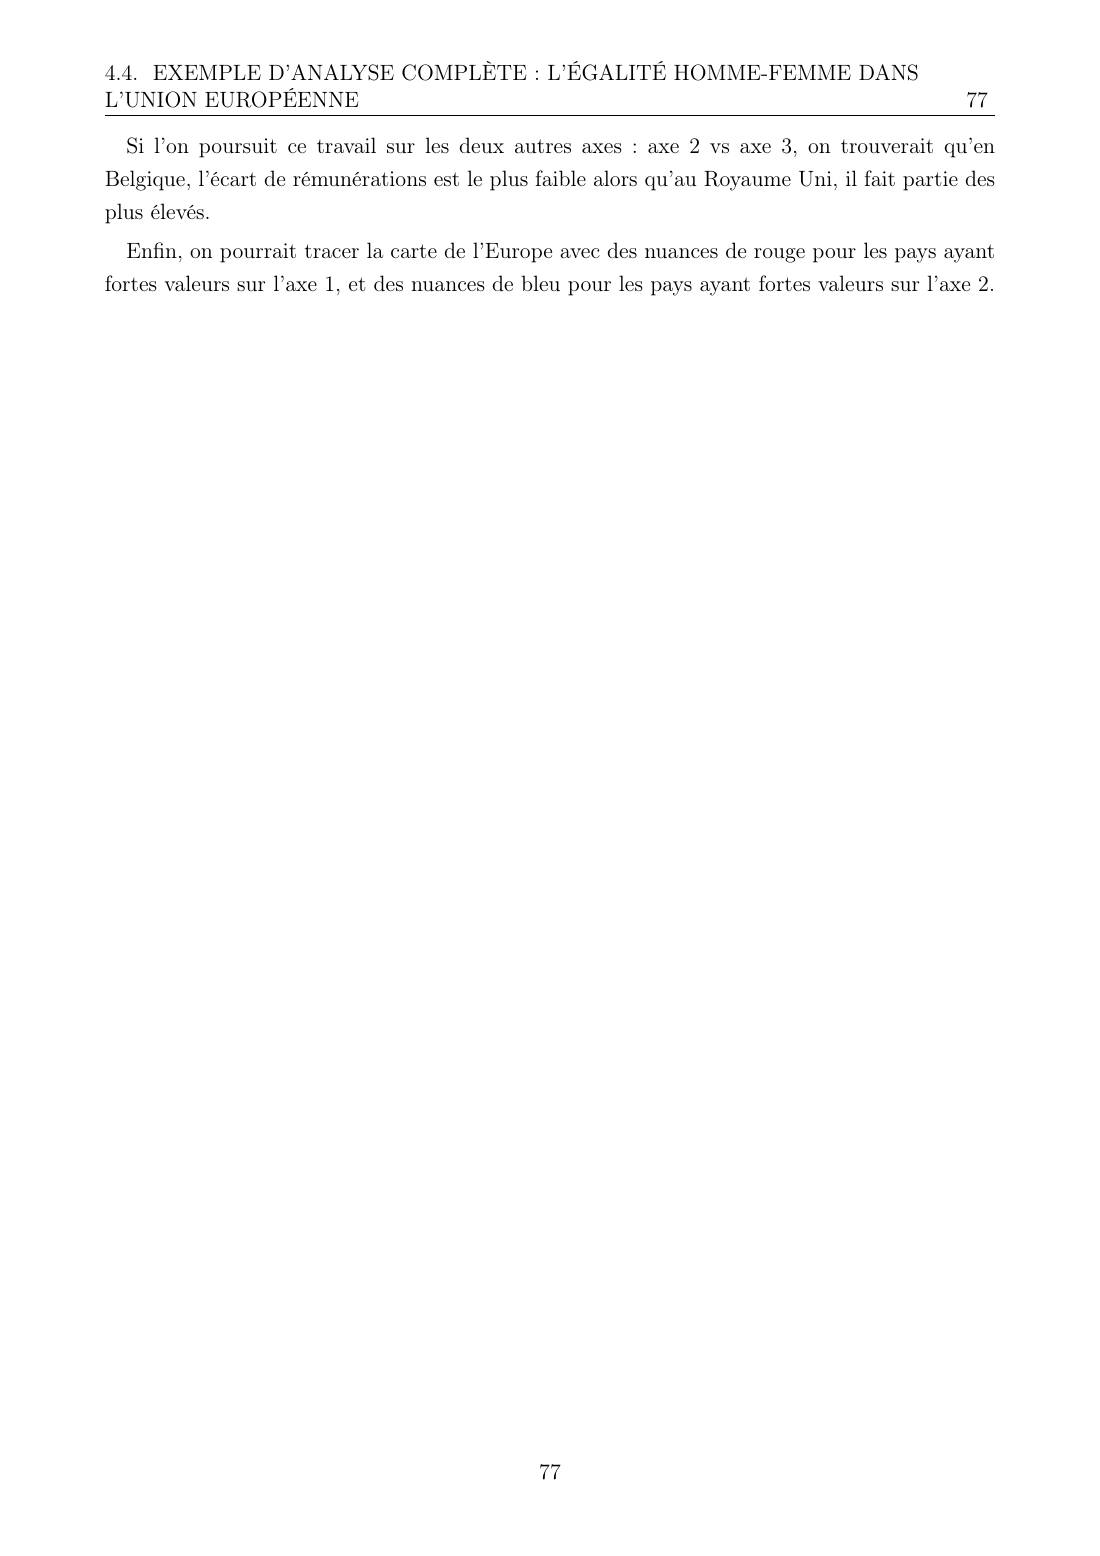 4.4. EXEMPLE D'ANALYSE COMPLÈTE : L'ÉGALITÉ HOMME-FEMME DANS
L'UNION EUROPÉENNE 77
Si l'on poursuit ce travail sur les deux autres axes : axe 2 vs axe 3, on trouverait qu'en
Belgique, l'écart de rémunérations est le plus faible alors qu'au Royaume Uni, il fait partie des
plus élevés.
Enfin, on pourrait tracer la carte de l'Europe avec des nuances de rouge pour les pays ayant
fortes valeurs sur l'axe 1, et des nuances de bleu pour les pays ayant fortes valeurs sur l'axe 2.
77